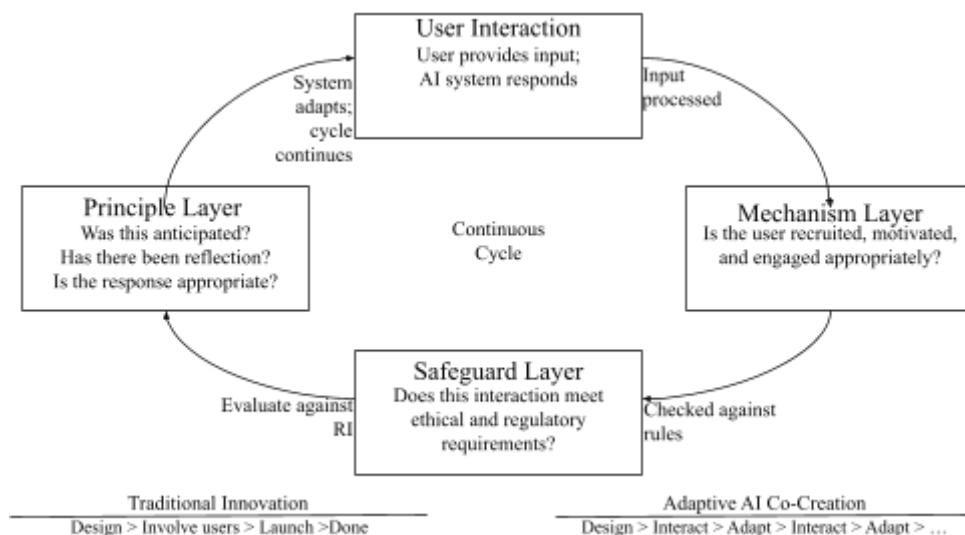 User Interaction
User provides input;
AI system responds
System
adapts;
cycle
continues
Input
processed
Principle Layer
Was this anticipated?
Has there been reflection?
Is the response appropriate?
Continuous
Cycle
Mechanism Layer
Is the user recruited, motivated,
and engaged appropriately?
Safeguard Layer
Does this interaction meet
ethical and regulatory
requirements?
Evaluate against
RI
Checked against
rules
Traditional Innovation
Design > Involve users > Launch >Done
Adaptive AI Co-Creation
Design > Interact > Adapt > Interact > Adapt > …